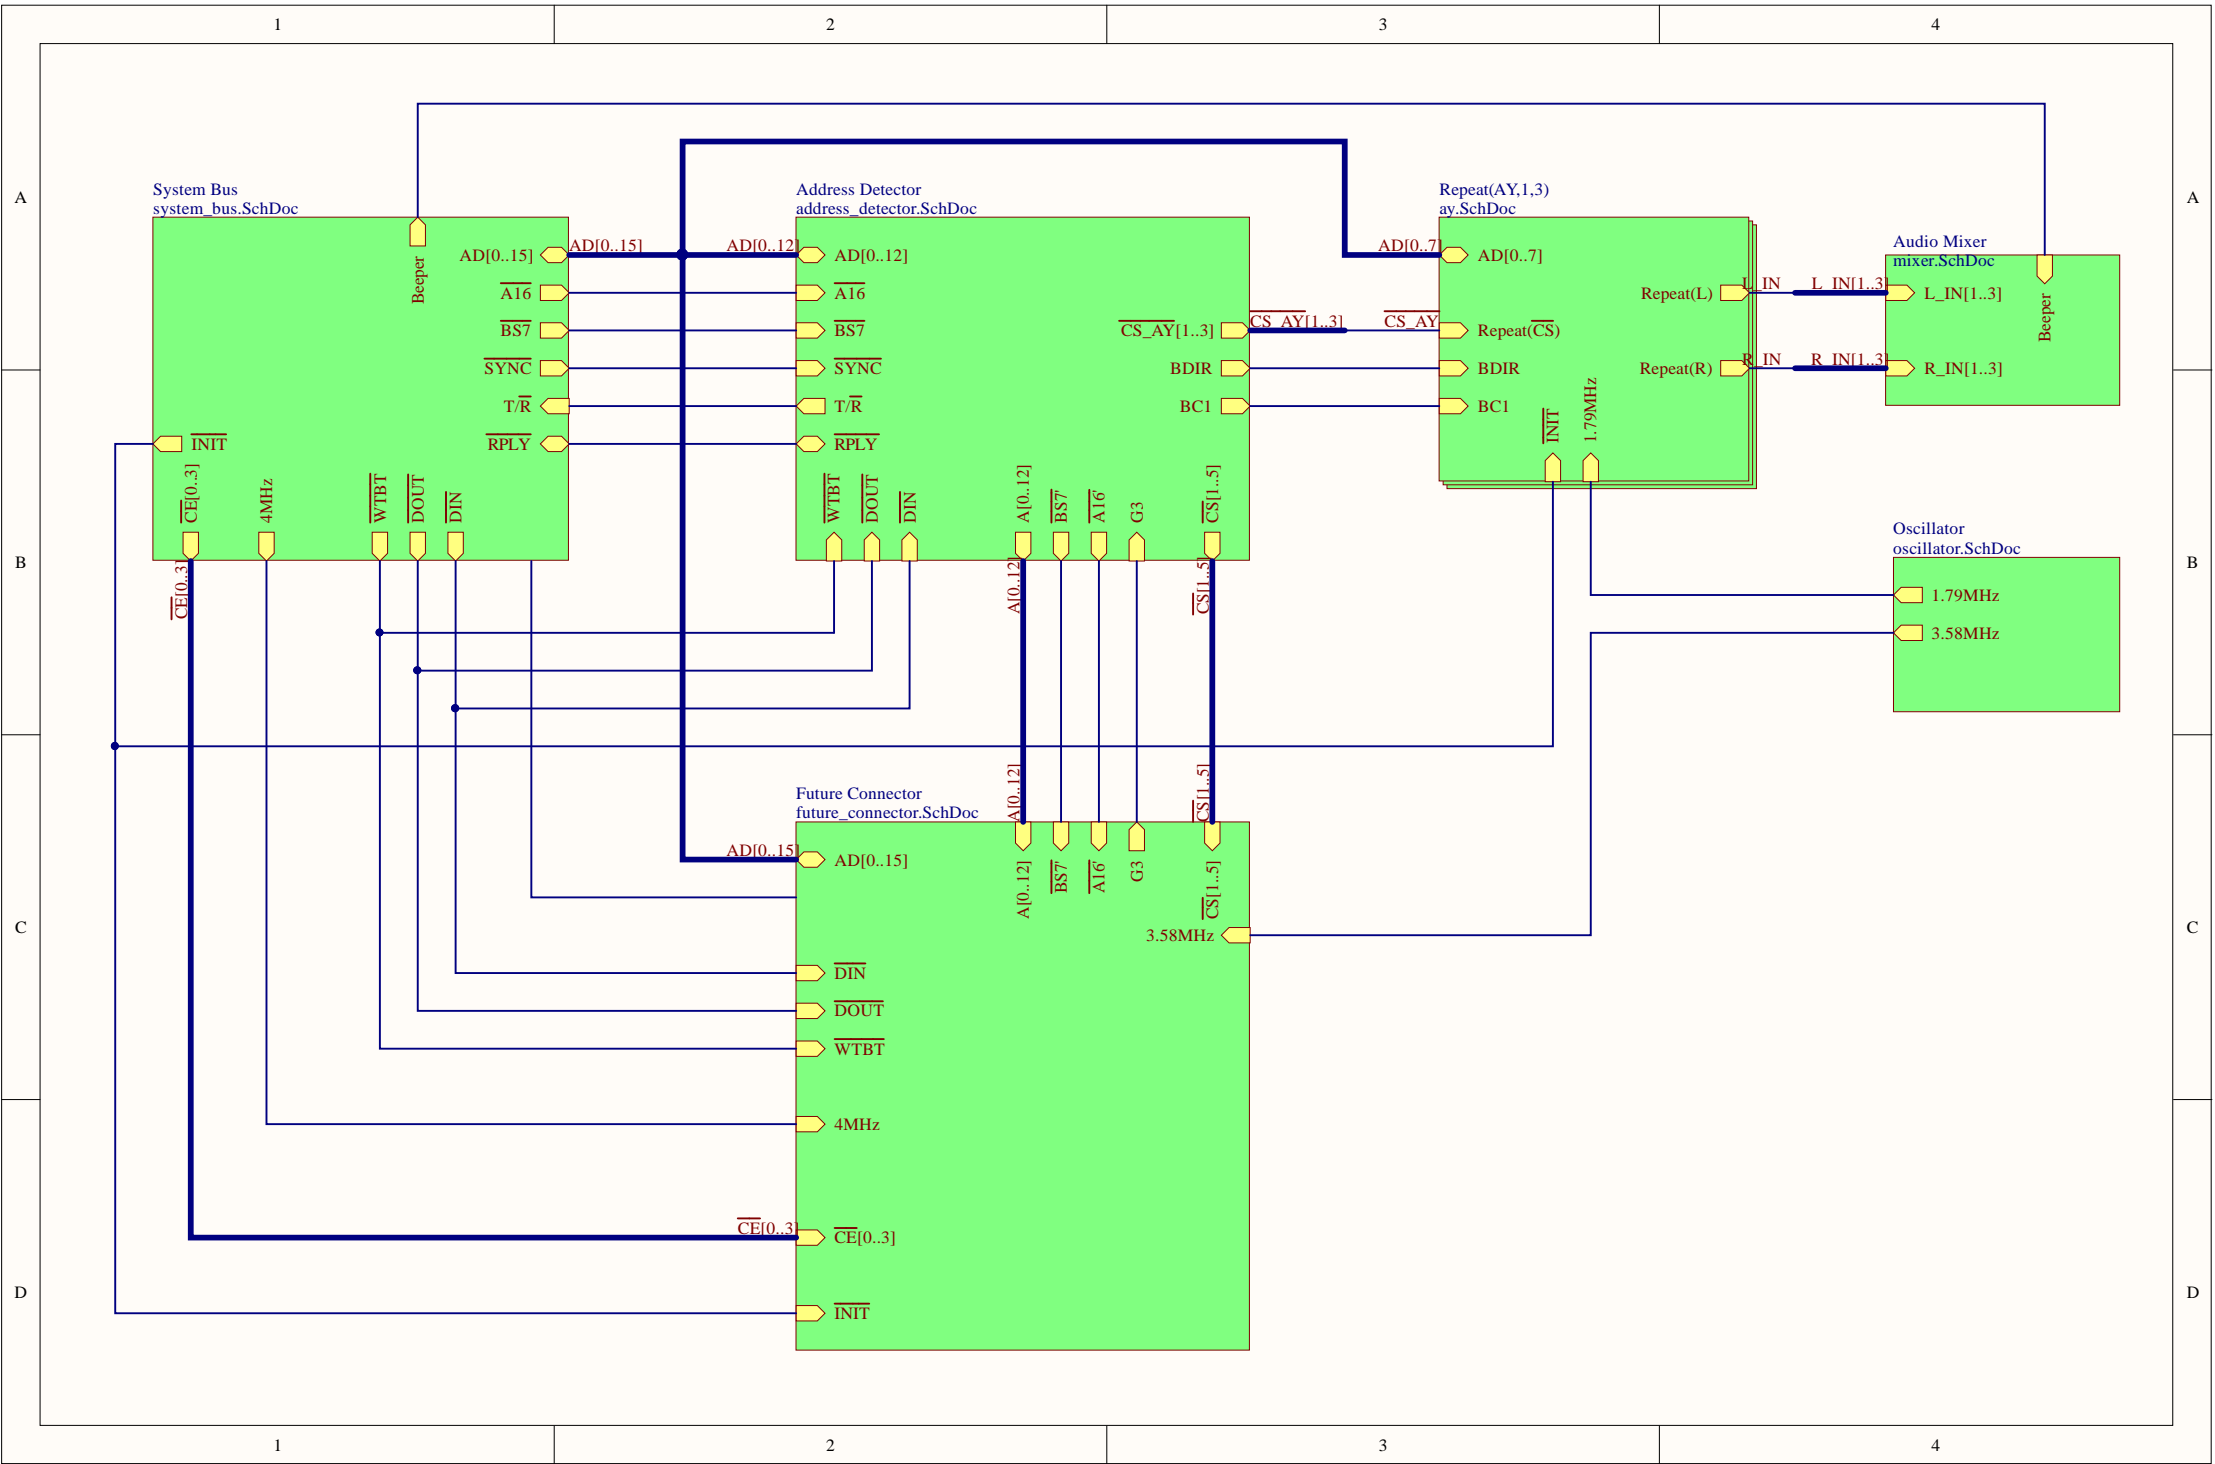 1 2 3 4
A A
B B
C C
D D
System Bus
system_bus.SchDoc
Beeper
AD[0..15]
A16
BS7
SYNC
T/R
RPLY
INIT
CE[0..3]
4MHz
WTBT
DOUT
DIN
AD[0..15]
CE[0..3]
Address Detector
address_detector.SchDoc
AD[0..12]
AD[0..12]
A16
BS7
SYNC
T/R
RPLY
WTBT
DOUT
DIN
A[0..12]
BS7'
A16'
G3
CS[1..5]
CS_AY[1..3]
BDIR
BC1
CS_AY[1..3]
A[0..12]
CS[1..5]
Repeat(AY,1,3)
ay.SchDoc
AD[0..7]
AD[0..7]
CS_AY
Repeat(CS)
BDIR
BC1
Repeat(L)
Repeat(R)
INIT
1.79MHz
L_IN
R_IN
Audio Mixer
mixer.SchDoc
L_IN[1..3]
L_IN[1..3]
R_IN[1..3]
R_IN[1..3]
Beeper
Oscillator
oscillator.SchDoc
1.79MHz
3.58MHz
Future Connector
future_connector.SchDoc
A[0..12]
CS[1..5]
AD[0..15]
AD[0..15]
A[0..12]
BS7'
A16'
G3
CS[1..5]
3.58MHz
DIN
DOUT
WTBT
4MHz
CE[0..3]
CE[0..3]
INIT
1 2 3 4